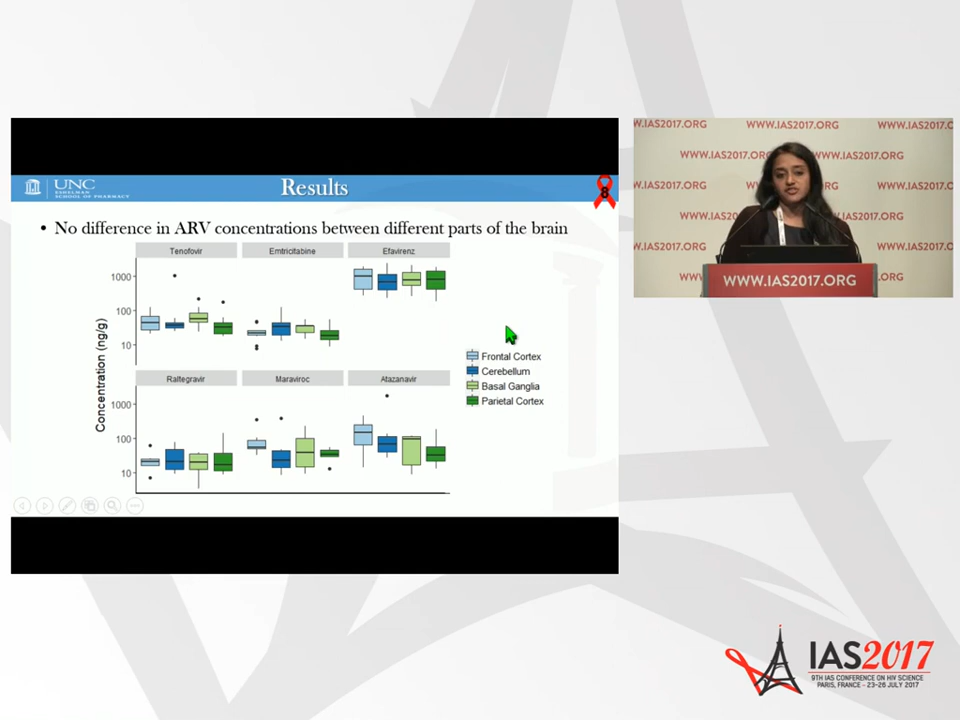 UNC
ESHELMAN
SCHOOL OF PHARMACY
Results
8
• No difference in ARV concentrations between different parts of the brain
Tenofovir
Emtricitabine
Efavirenz
1000
100
10
Concentration (ng/g)
Frontal Cortex
Cerebellum
Basal Ganglia
Parietal Cortex
Raltegravir
Maraviroc
Atazanavir
1000
100
10
W.IAS2017.ORG
WWW.IAS2017.ORG
WWW.IAS2
WWW.IAS2017.O
WWW.IAS2017.ORG
W.IAS2017.ORG
WWW.IAS2
WWW.IAS2017.
WWW.IAS2017.ORG
W.IAS2017.ORG
WWW.IAS2
WWW
.ORG
WWW.IAS2017.ORG
IAS2017
9TH IAS CONFERENCE ON HIV SCIENCE
PARIS, FRANCE - 23-26 JULY 2017